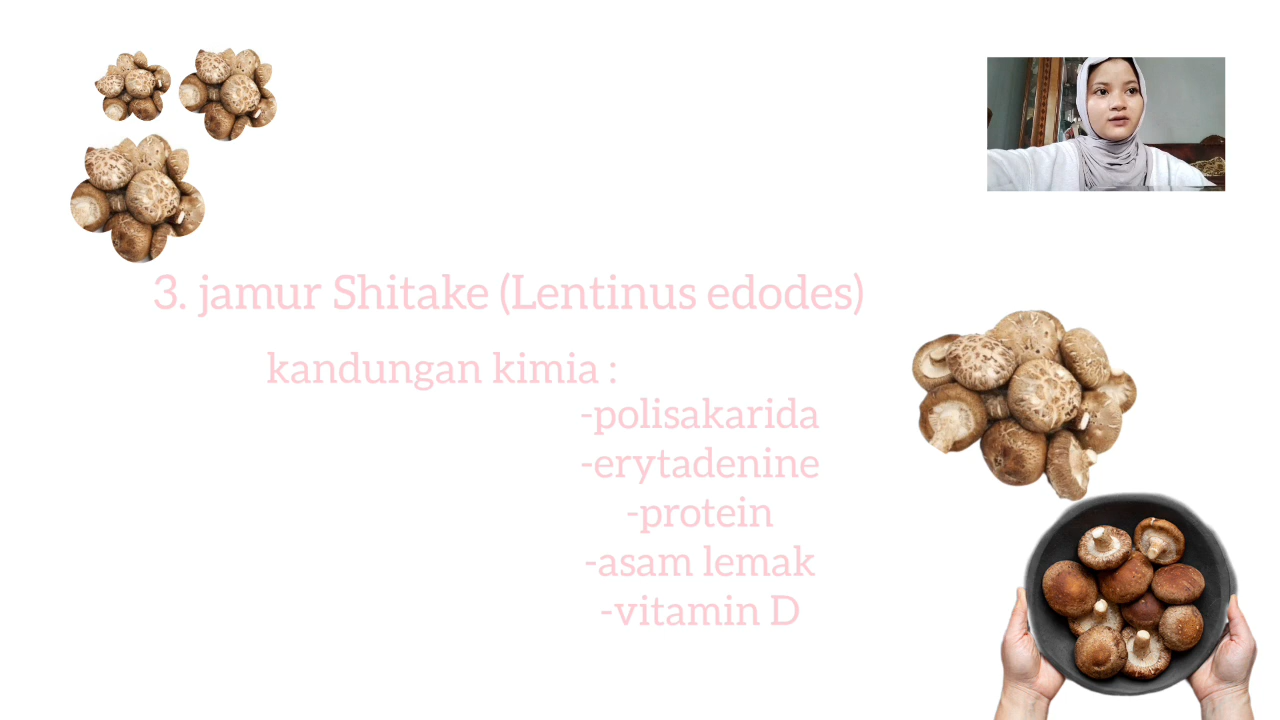 3. jamur Shitake (Lentinus edodes)
kandungan kimia :
-polisakarida
-erytadenine
-protein
-asam lemak
-vitamin D